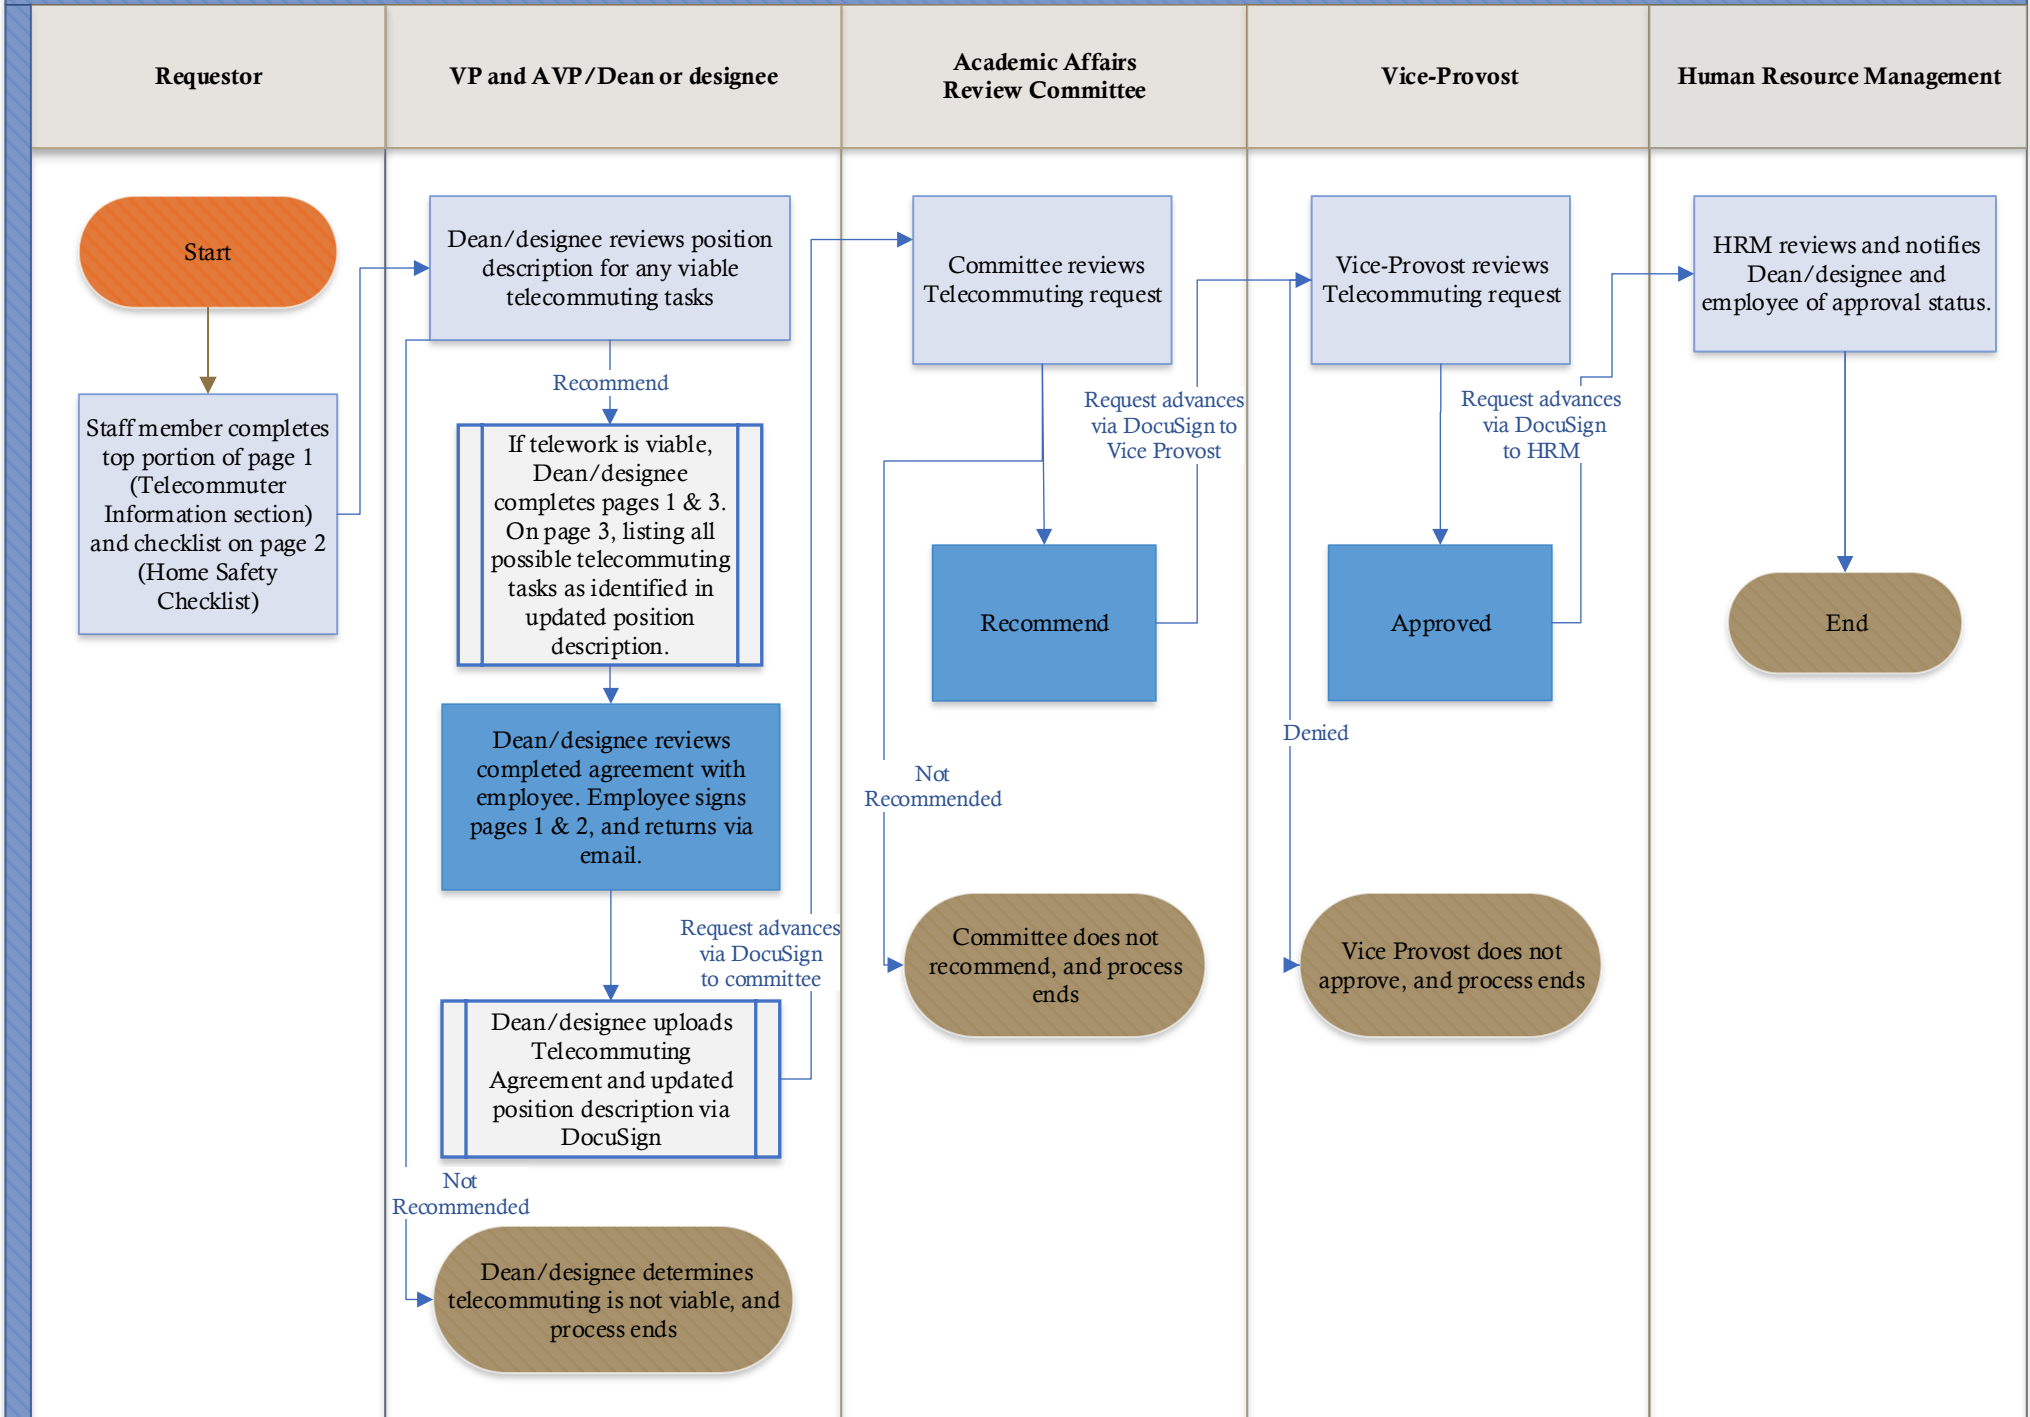 Requestor
VP and AVP/Dean or designee
Academic Affairs
Review Committee
Vice-Provost
Human Resource Management
Start
Staff member completes
top portion of page 1
(Telecommuter
Information section)
and checklist on page 2
(Home Safety
Checklist)
Dean/designee reviews position
description for any viable
telecommuting tasks
Recommend
If telework is viable,
Dean/designee
completes pages 1 & 3.
On page 3, listing all
possible telecommuting
tasks as identified in
updated position
description.
Dean/designee reviews
completed agreement with
employee. Employee signs
pages 1 & 2, and returns via
email.
Request advances
via DocuSign
to committee
Dean/designee uploads
Telecommuting
Agreement and updated
position description via
DocuSign
Not
Recommended
Dean/designee determines
telecommuting is not viable, and
process ends
Committee reviews
Telecommuting request
Request advances
via DocuSign to
Vice Provost
Recommend
Not
Recommended
Committee does not
recommend, and process
ends
Vice-Provost reviews
Telecommuting request
Request advances
via DocuSign
to HRM
Approved
Denied
Vice Provost does not
approve, and process ends
HRM reviews and notifies
Dean/designee and
employee of approval status.
End